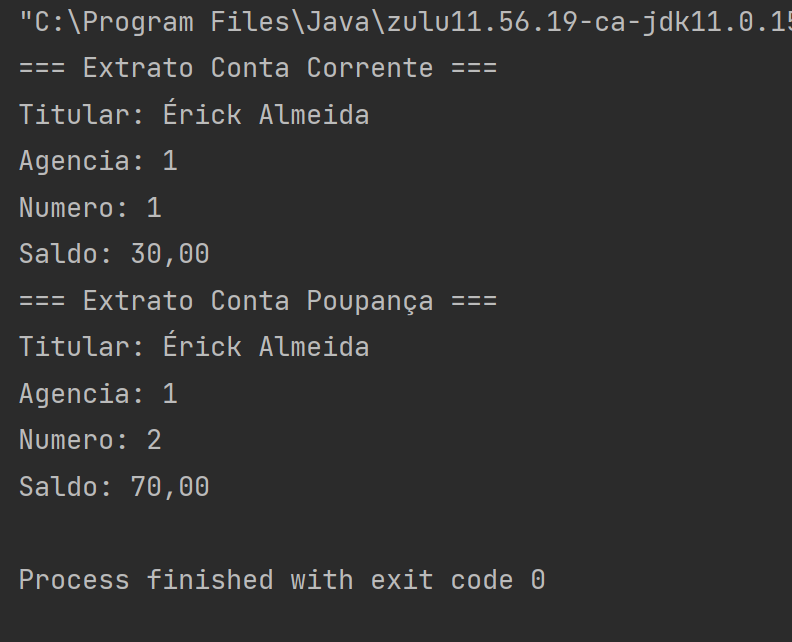 "C:\Program Files\Java\zulu11.56.19-ca-jdk11.0.15
=== Extrato Conta Corrente ===
Titular: Érick Almeida
Agencia: 1
Numero: 1
Saldo: 30,00
=== Extrato Conta Poupança ===
Titular: Érick Almeida
Agencia: 1
Numero: 2
Saldo: 70,00
Process finished with exit code 0